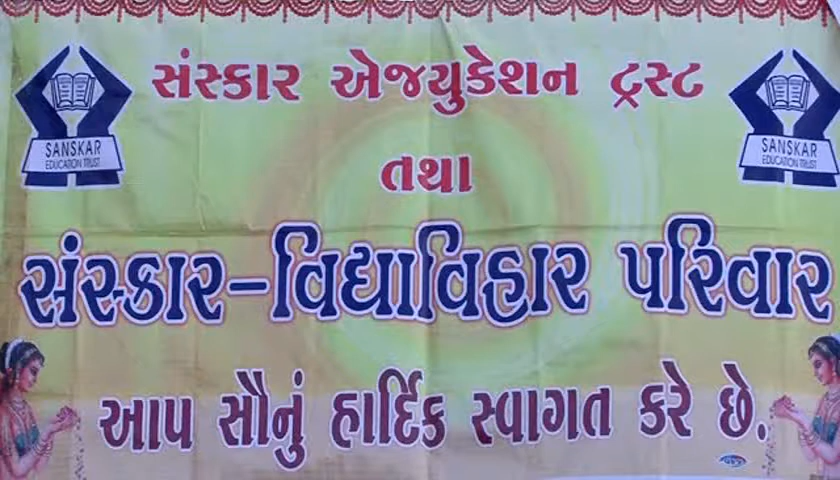 સંસ્કાર એજ્યુકેશન ટ્રસ્ટ
SANSKAR
EDUCATION TRUST
SANSKAR
EDUCATION TRUST
તથા
સંસ્કાર-વિદ્યાવિહાર પરિવાર
આપ સૌનું હાર્દિક સ્વાગત કરે છે.